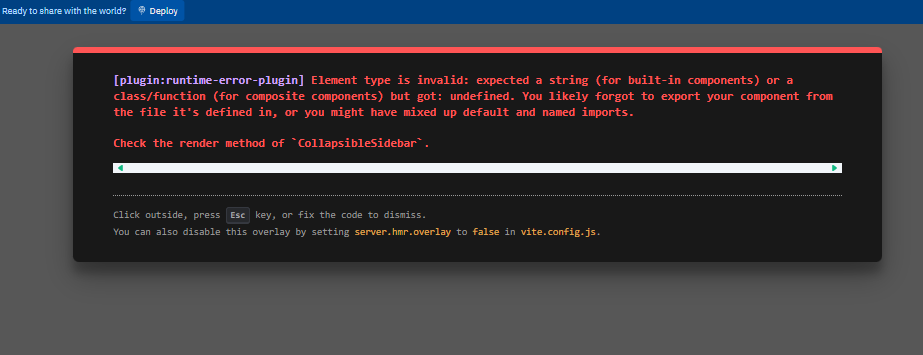 Ready to share with the world? Deploy
[plugin:runtime-error-plugin] Element type is invalid: expected a string (for built-in components) or a
class/function (for composite components) but got: undefined. You likely forgot to export your component from
the file it's defined in, or you might have mixed up default and named imports.
Check the render method of `CollapsibleSidebar`.
Click outside, press Esc key, or fix the code to dismiss.
You can also disable this overlay by setting server.hmr.overlay to false in vite.config.js.